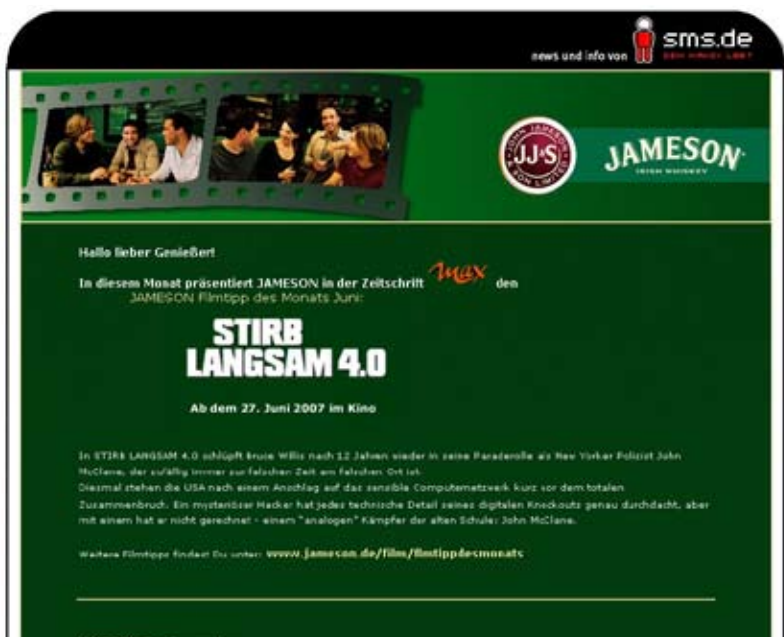 news und info von sms.de
DEIN HANDY LEBT
JOHN JAMESON
JJ&S
& SON LIMITED
JAMESON
IRISH WHISKEY
Hallo lieber Genießer!
In diesem Monat präsentiert JAMESON in der Zeitschrift max den
JAMESON Filmtipp des Monats Juni:
STIRB
LANGSAM 4.0
Ab dem 27. Juni 2007 im Kino
In STIRB LANGSAM 4.0 schlüpft Bruce Willis nach 12 Jahren wieder in seine Paraderolle als New Yorker Polizist John
McClane, der zufällig immer zur falschen Zeit am falschen Ort ist.
Diesmal stehen die USA nach einem Anschlag auf das sensible Computernetzwerk kurz vor dem totalen
Zusammenbruch. Ein mysteriöser Hacker hat jedes technische Detail seines digitalen Knockouts genau durchdacht, aber
mit einem hat er nicht gerechnet - einem "analogen" Kämpfer der alten Schule: John McClane.
Weitere Filmtipps findest Du unter: www.jameson.de/film/filmtippdesmonats